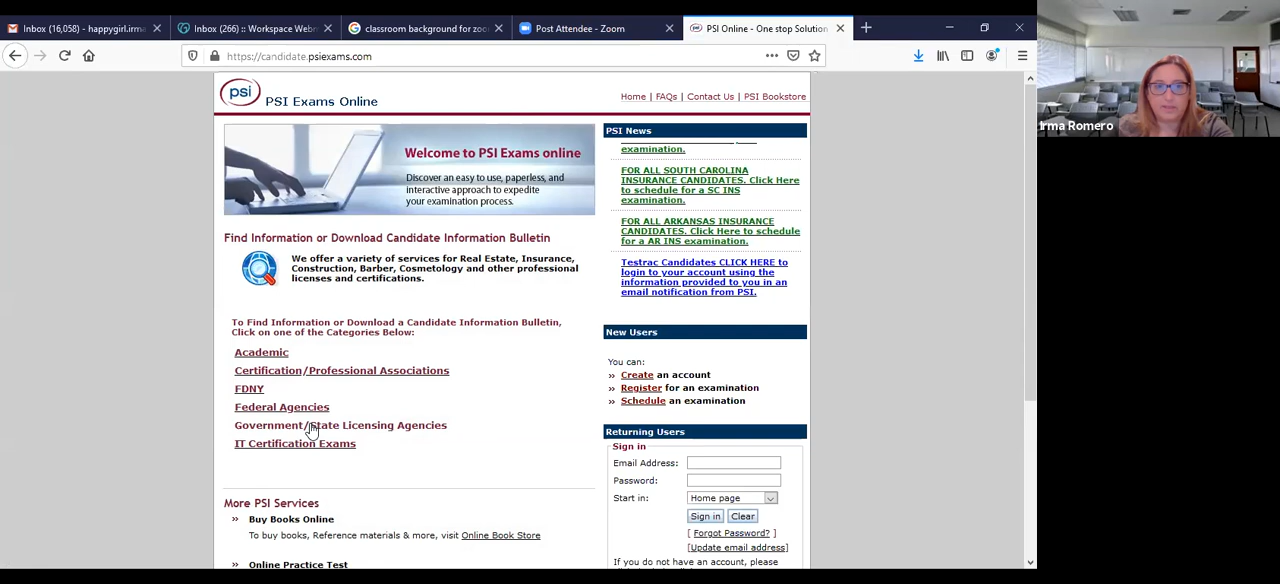 Inbox (16,058) - happygirl.irma
Inbox (266) :: Workspace Webm
classroom background for zoo
Post Attendee - Zoom
PSI Online - One stop Solution
https://candidate.psiexams.com
psi PSI Exams Online
Home | FAQs | Contact Us | PSI Bookstore
Welcome to PSI Exams online
Discover an easy to use, paperless, and
interactive approach to expedite
your examination process.
Find Information or Download Candidate Information Bulletin
We offer a variety of services for Real Estate, Insurance,
Construction, Barber, Cosmetology and other professional
licenses and certifications.
To Find Information or Download a Candidate Information Bulletin,
Click on one of the Categories Below:
Academic
Certification/Professional Associations
FDNY
Federal Agencies
Government/State Licensing Agencies
IT Certification Exams
More PSI Services
» Buy Books Online
To buy books, Reference materials & more, visit Online Book Store
» Online Practice Test
PSI News
examination.
FOR ALL SOUTH CAROLINA
INSURANCE CANDIDATES. Click Here
to schedule for a SC INS
examination.
FOR ALL ARKANSAS INSURANCE
CANDIDATES. Click Here to schedule
for a AR INS examination.
Testrac Candidates CLICK HERE to
login to your account using the
information provided to you in an
email notification from PSI.
New Users
You can:
» Create an account
» Register for an examination
» Schedule an examination
Returning Users
Sign in
Email Address:
Password:
Start in: Home page
Sign in Clear
[ Forgot Password? ]
[Update email address]
If you do not have an account, please
Irma Romero